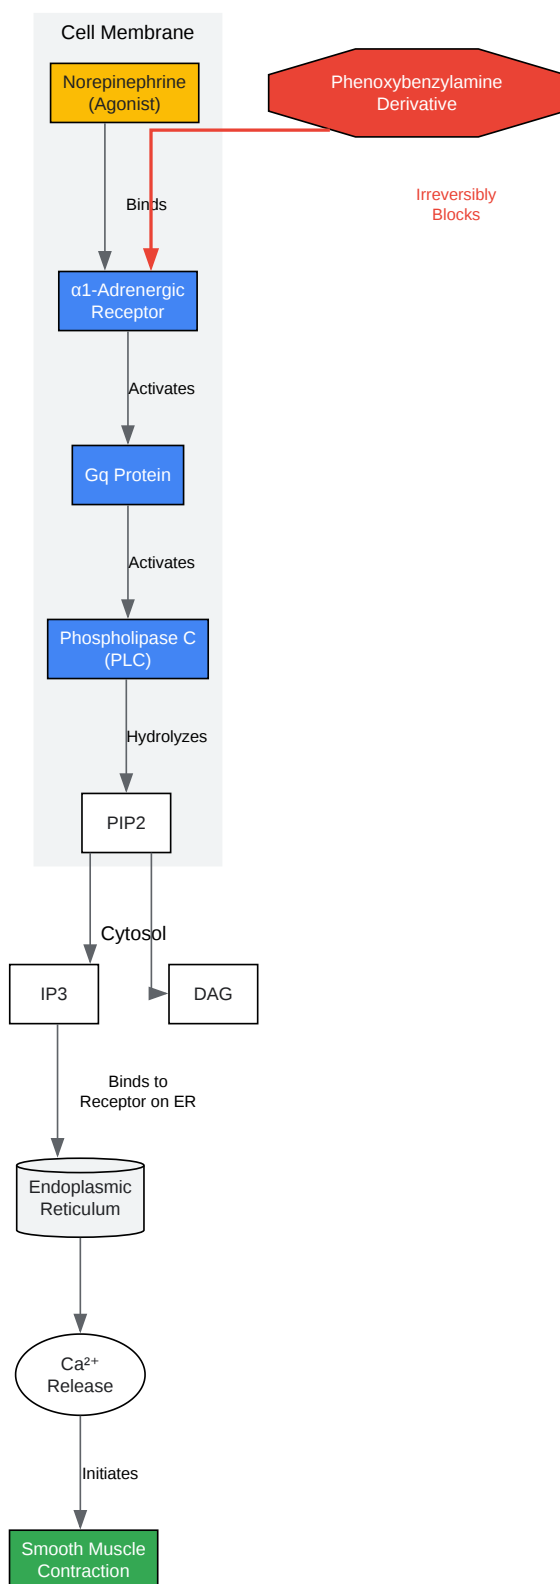 Cell Membrane
Norepinephrine
(Agonist)
Phenoxybenzylamine
Derivative
Binds
Irreversibly
Blocks
α1-Adrenergic
Receptor
Activates
Gq Protein
Activates
Phospholipase C
(PLC)
Hydrolyzes
PIP2
Cytosol
IP3
DAG
Binds to
Receptor on ER
Endoplasmic
Reticulum
Ca²⁺
Release
Initiates
Smooth Muscle
Contraction